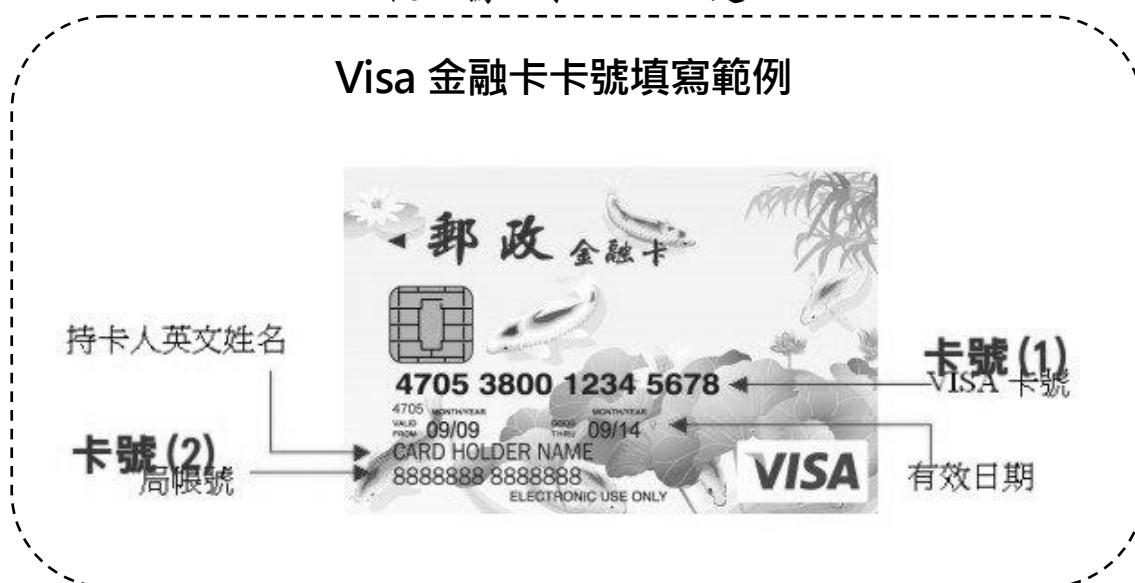 Visa 金融卡卡號填寫範例
郵政 金融卡
持卡人英文姓名
卡號(1)
VISA 卡號
4705 3800 1234 5678
4705 MONTH/YEAR MONTH/YEAR
VALID FROM 09/09 GOOD THRU 09/14
CARD HOLDER NAME
卡號(2)
局帳號
8888888 8888888
ELECTRONIC USE ONLY
VISA
有效日期